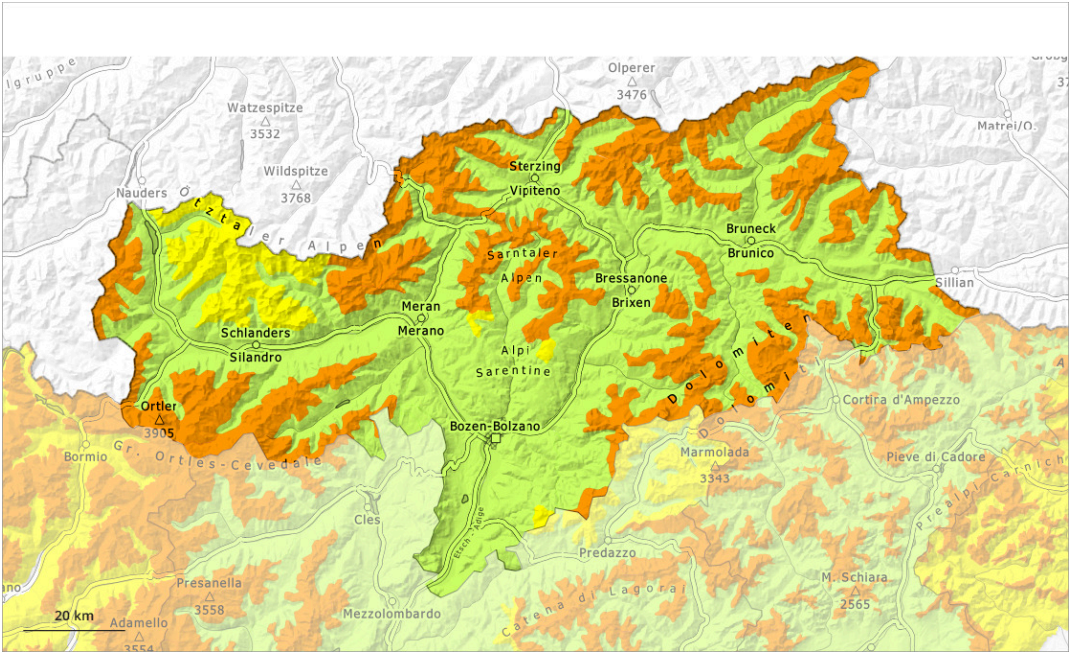 Olperer
3476
Watzespitze
3532
Matrei/O.
Sterzing
Vipiteno
Wildspitze
3768
Nauders
Ötztaler Alpen
Bruneck
Brunico
Sarntaler
Alpen
Bressanone
Brixen
Sillian
Meran
Merano
Schlanders
Silandro
Alpi
Sarentine
Dolomiten
Dolomiti
Ortler
3905
Cortina d'Ampezzo
Bozen-Bolzano
Gr. Ortles-Cevedale
Bormio
Marmolada
3343
Pieve di Cadore
Prealpi Carniche
Cles
Etsch - Adige
Predazzo
Presanella
3558
M. Schiara
2565
Catena di Lagorai
Mezzolombardo
20 km
Adamello
3554